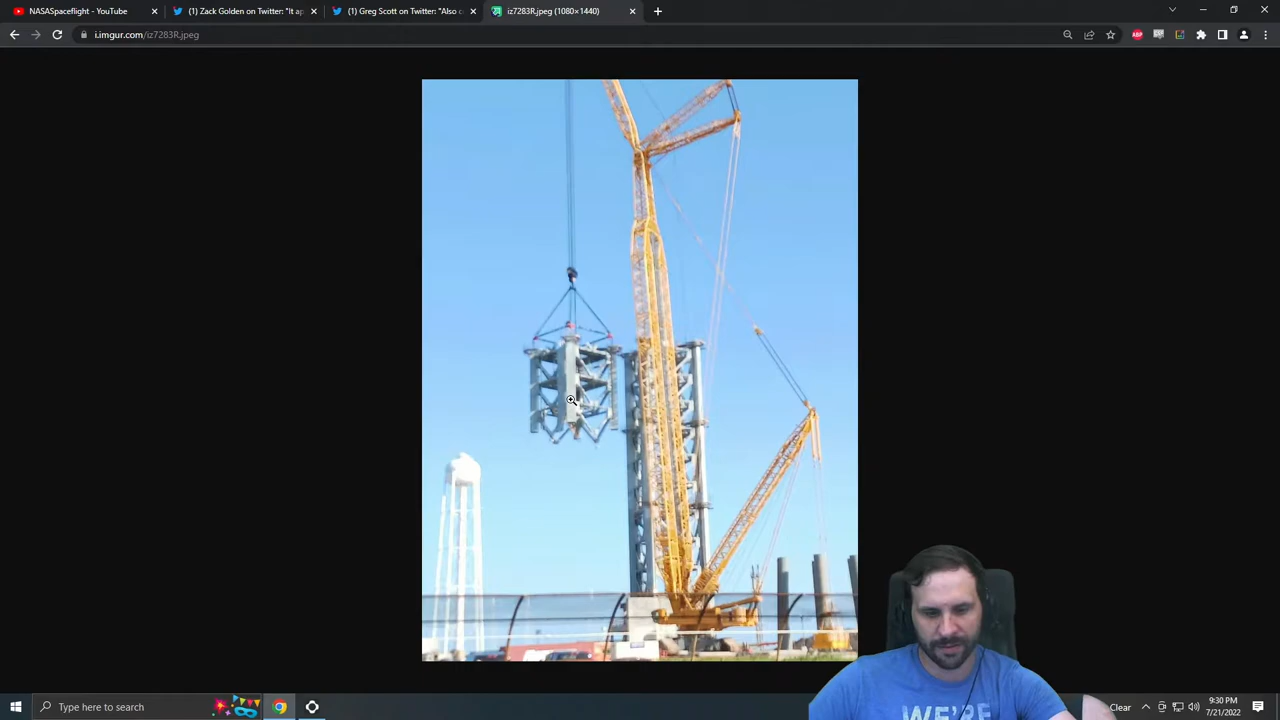 NASASpaceflight - YouTube
Zack Golden on Twitter: "It ap
(1) Greg Scott on Twitter: "Also c
iz7283R.jpeg (1080×1440)
i.imgur.com/iz7283R.jpeg
ABP
WE'RE
Type here to search
Clear
9:30 PM
7/21/2022